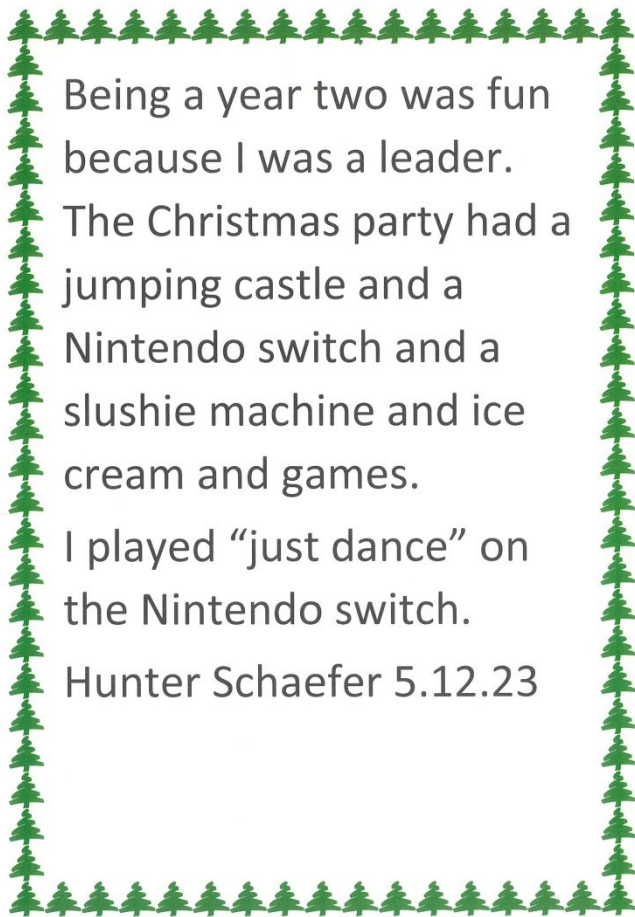 Being a year two was fun
because I was a leader.
The Christmas party had a
jumping castle and a
Nintendo switch and a
slushie machine and ice
cream and games.
I played “just dance” on
the Nintendo switch.
Hunter Schaefer 5.12.23